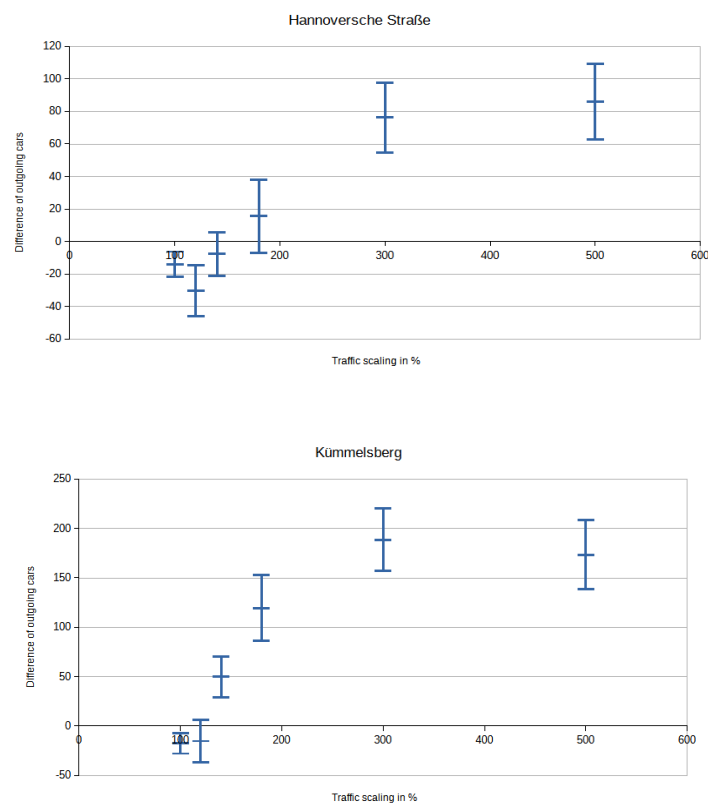 Hannoversche Straße
120
100
80
60
40
20
0
-20
-40
-60
0 100 200 300 400 500 600
Difference of outgoing cars
Traffic scaling in %
Kümmelsberg
250
200
150
100
50
0
-50
0 100 200 300 400 500 600
Difference of outgoing cars
Traffic scaling in %